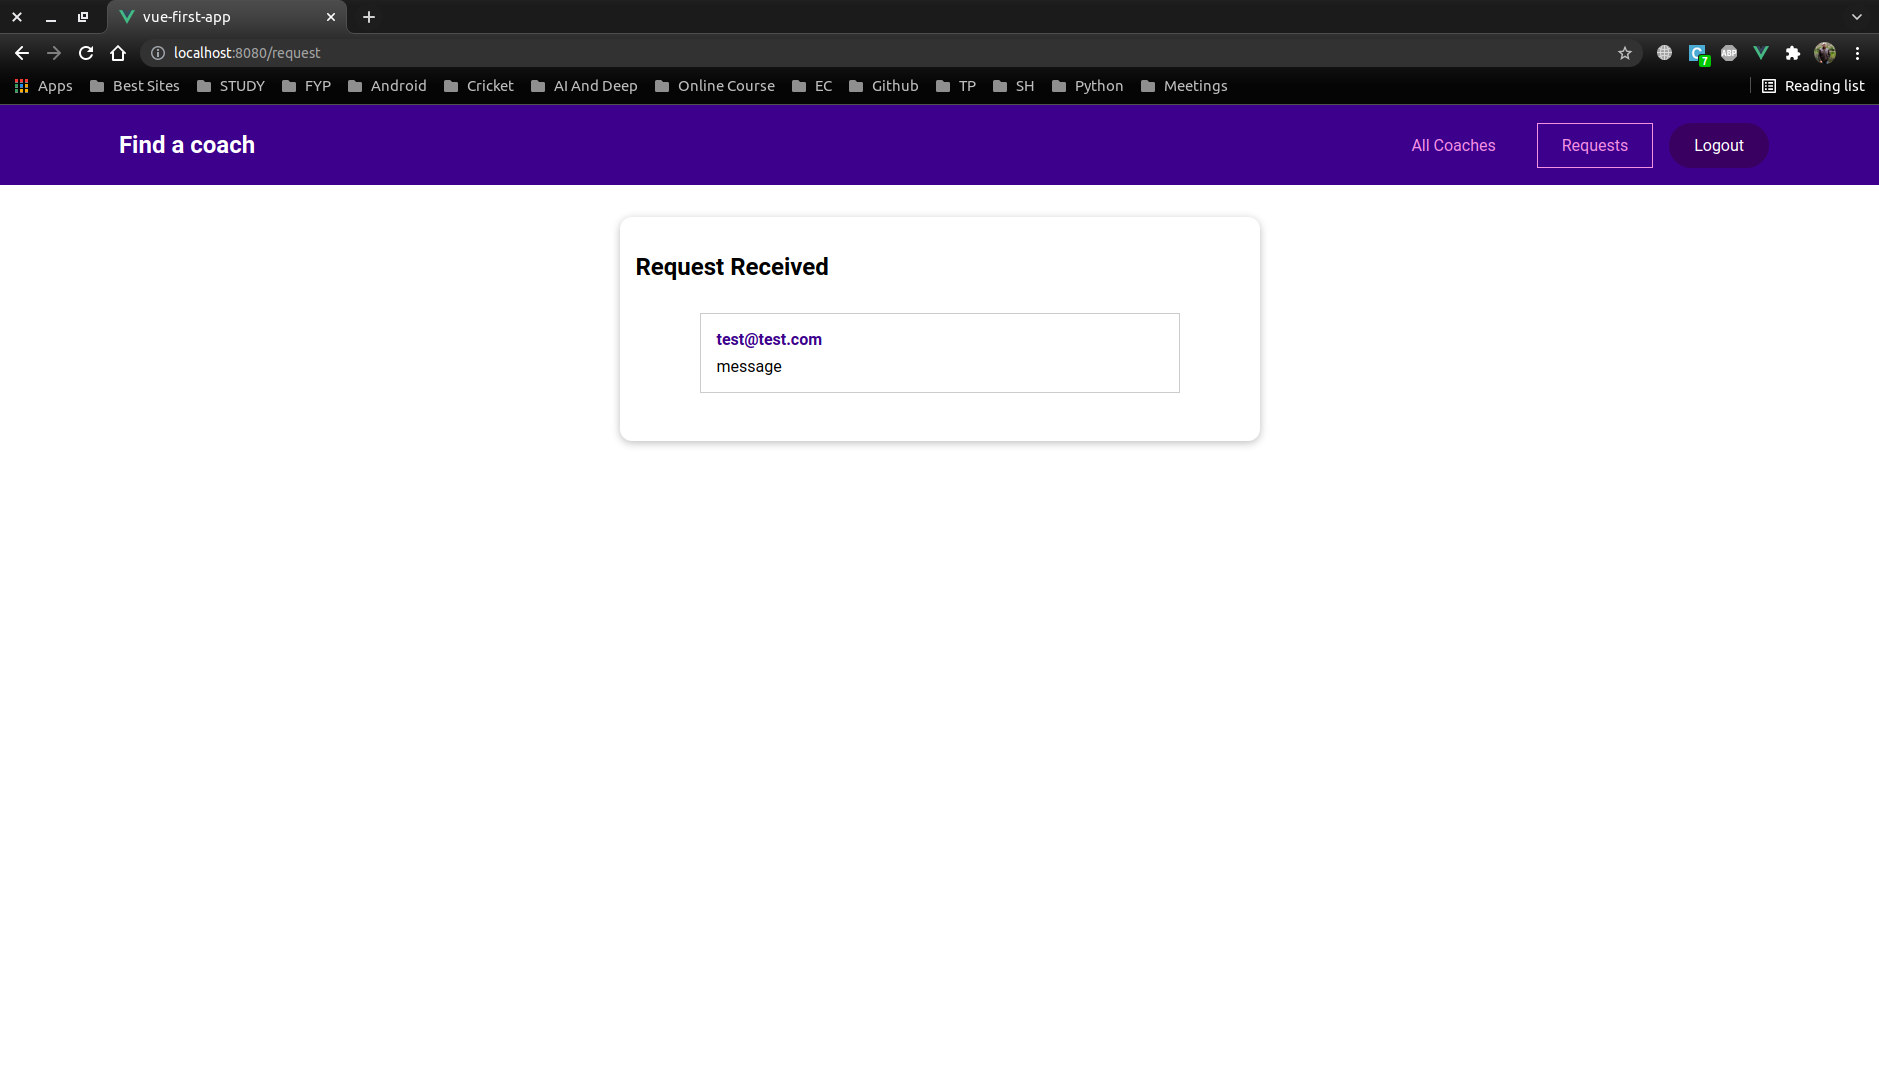 vue-first-app
localhost:8080/request
7
ABP
Apps Best Sites STUDY FYP Android Cricket AI And Deep Online Course EC Github TP SH Python Meetings Reading list
Find a coach All Coaches Requests Logout
Request Received
test@test.com
message